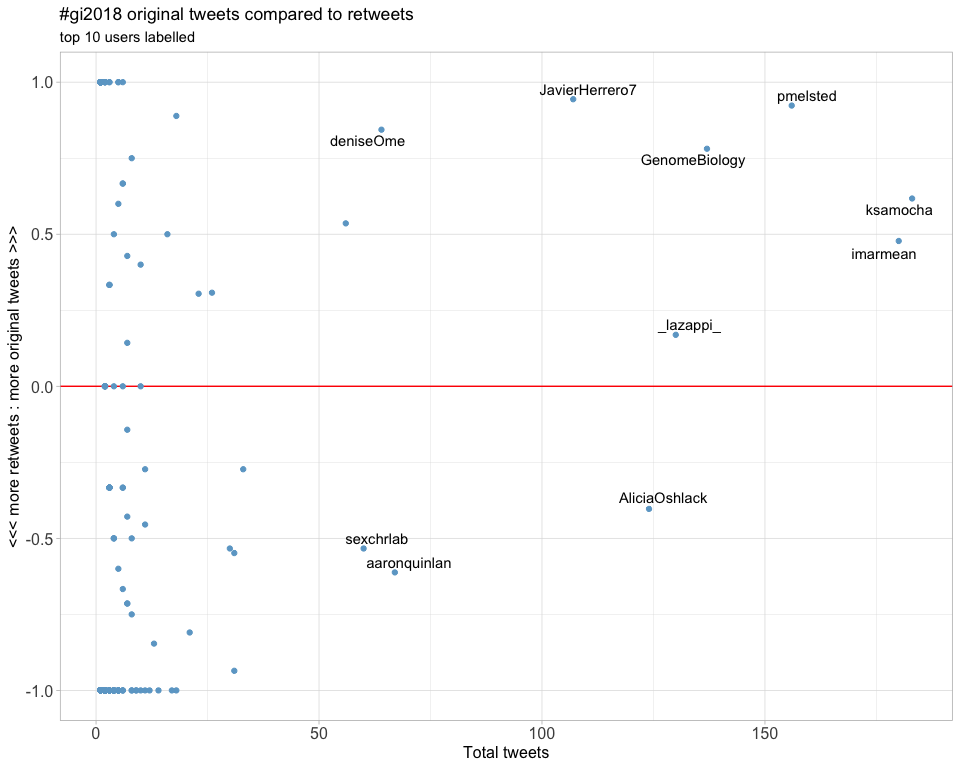 #gi2018 original tweets compared to retweets
top 10 users labelled
<<< more retweets : more original tweets >>>
1.0
0.5
0.0
-0.5
-1.0
JavierHerrero7
pmelsted
deniseOme
GenomeBiology
ksamocha
imarmean
_lazappi_
AliciaOshlack
sexchrlab
aaronquinlan
0
50
100
150
Total tweets